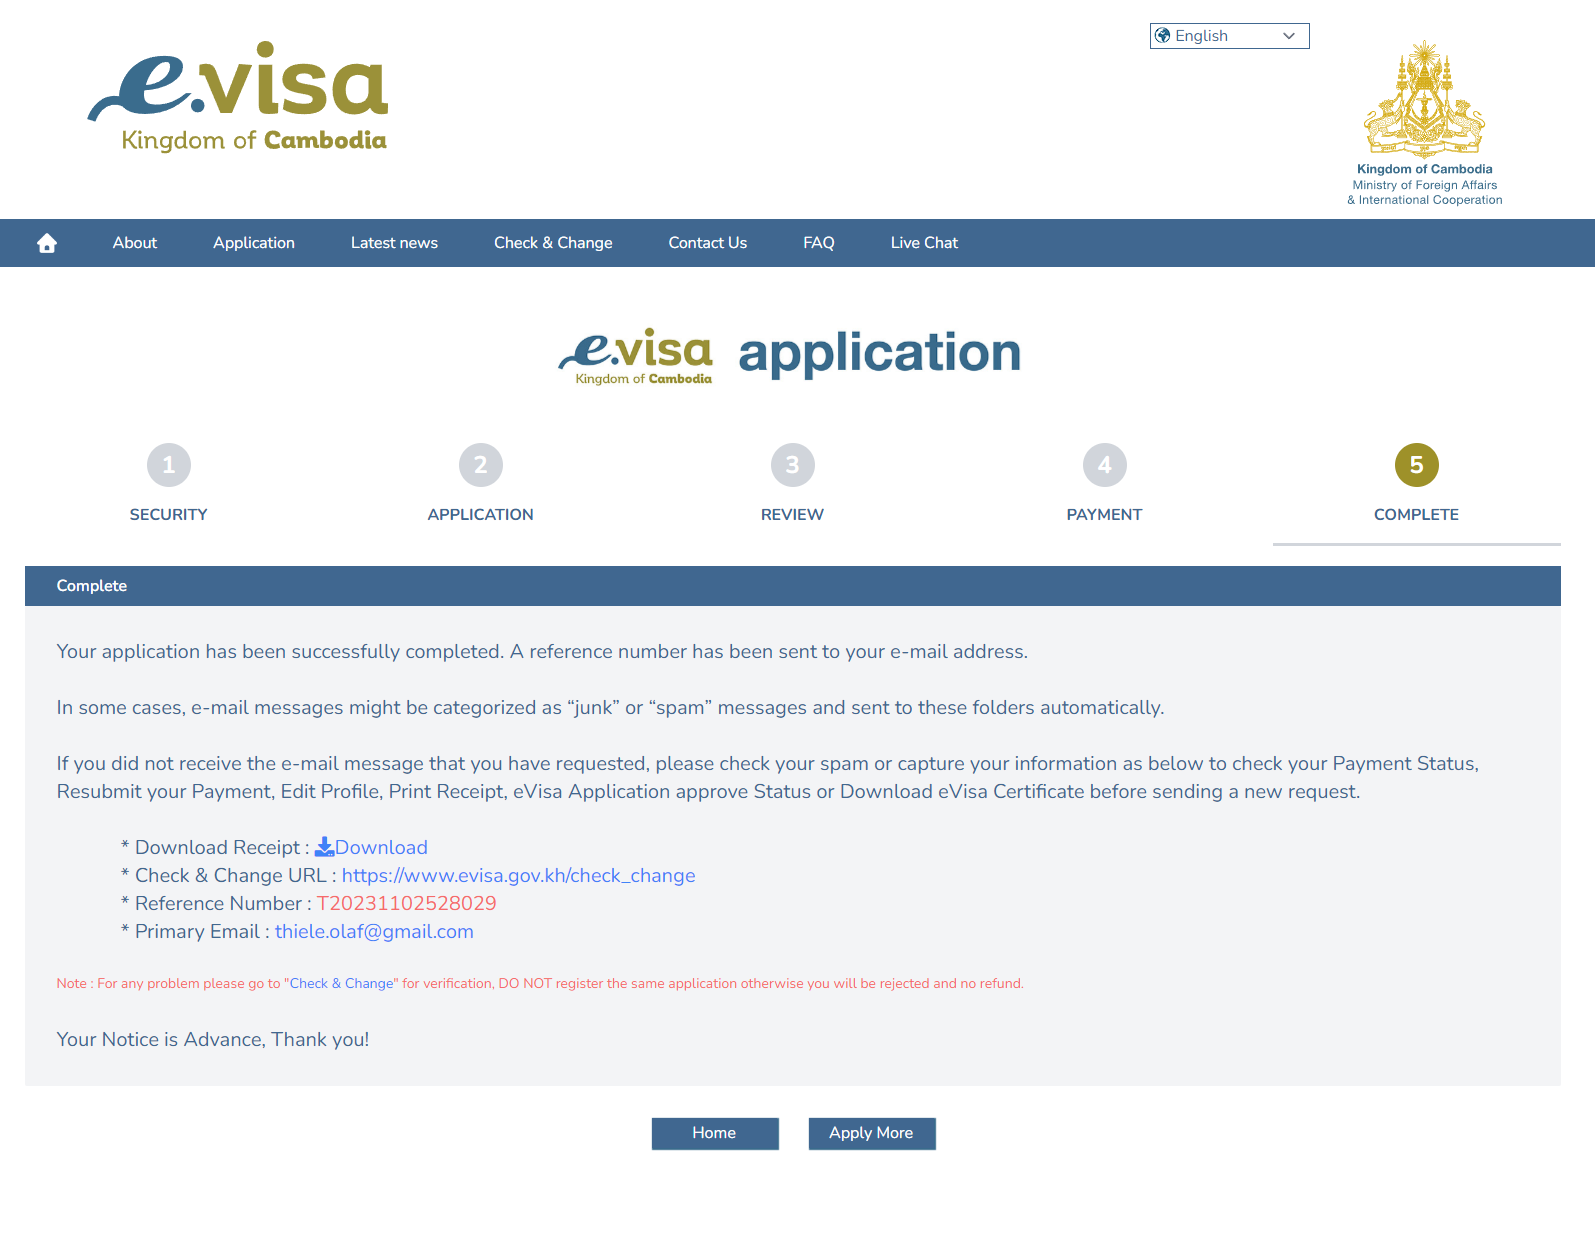 e.visa
Kingdom of Cambodia
English
Kingdom of Cambodia
Ministry of Foreign Affairs
& International Cooperation
About Application Latest news Check & Change Contact Us FAQ Live Chat
e.visa application
Kingdom of Cambodia
1 2 3 4 5
SECURITY APPLICATION REVIEW PAYMENT COMPLETE
Complete
Your application has been successfully completed. A reference number has been sent to your e-mail address.
In some cases, e-mail messages might be categorized as “junk” or “spam” messages and sent to these folders automatically.
If you did not receive the e-mail message that you have requested, please check your spam or capture your information as below to check your Payment Status,
Resubmit your Payment, Edit Profile, Print Receipt, eVisa Application approve Status or Download eVisa Certificate before sending a new request.
* Download Receipt : Download
* Check & Change URL : https://www.evisa.gov.kh/check_change
* Reference Number : T20231102528029
* Primary Email : thiele.olaf@gmail.com
Note : For any problem please go to "Check & Change" for verification, DO NOT register the same application otherwise you will be rejected and no refund.
Your Notice is Advance, Thank you!
Home Apply More